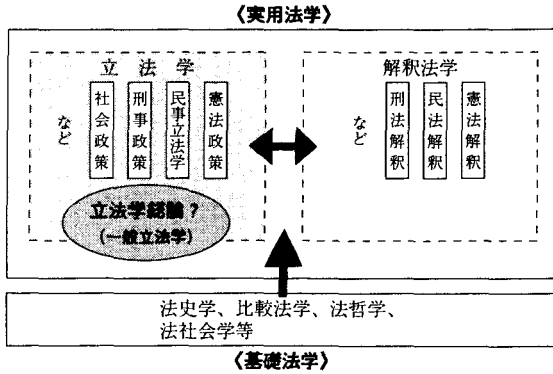 〈実用法学〉
立法学
憲法政策
民事立法学
刑事政策
社会政策
など
立法学総論？
(一般立法学)
解釈法学
憲法解釈
民法解釈
刑法解釈
など
法史学、比較法学、法哲学、
法社会学等
〈基礎法学〉